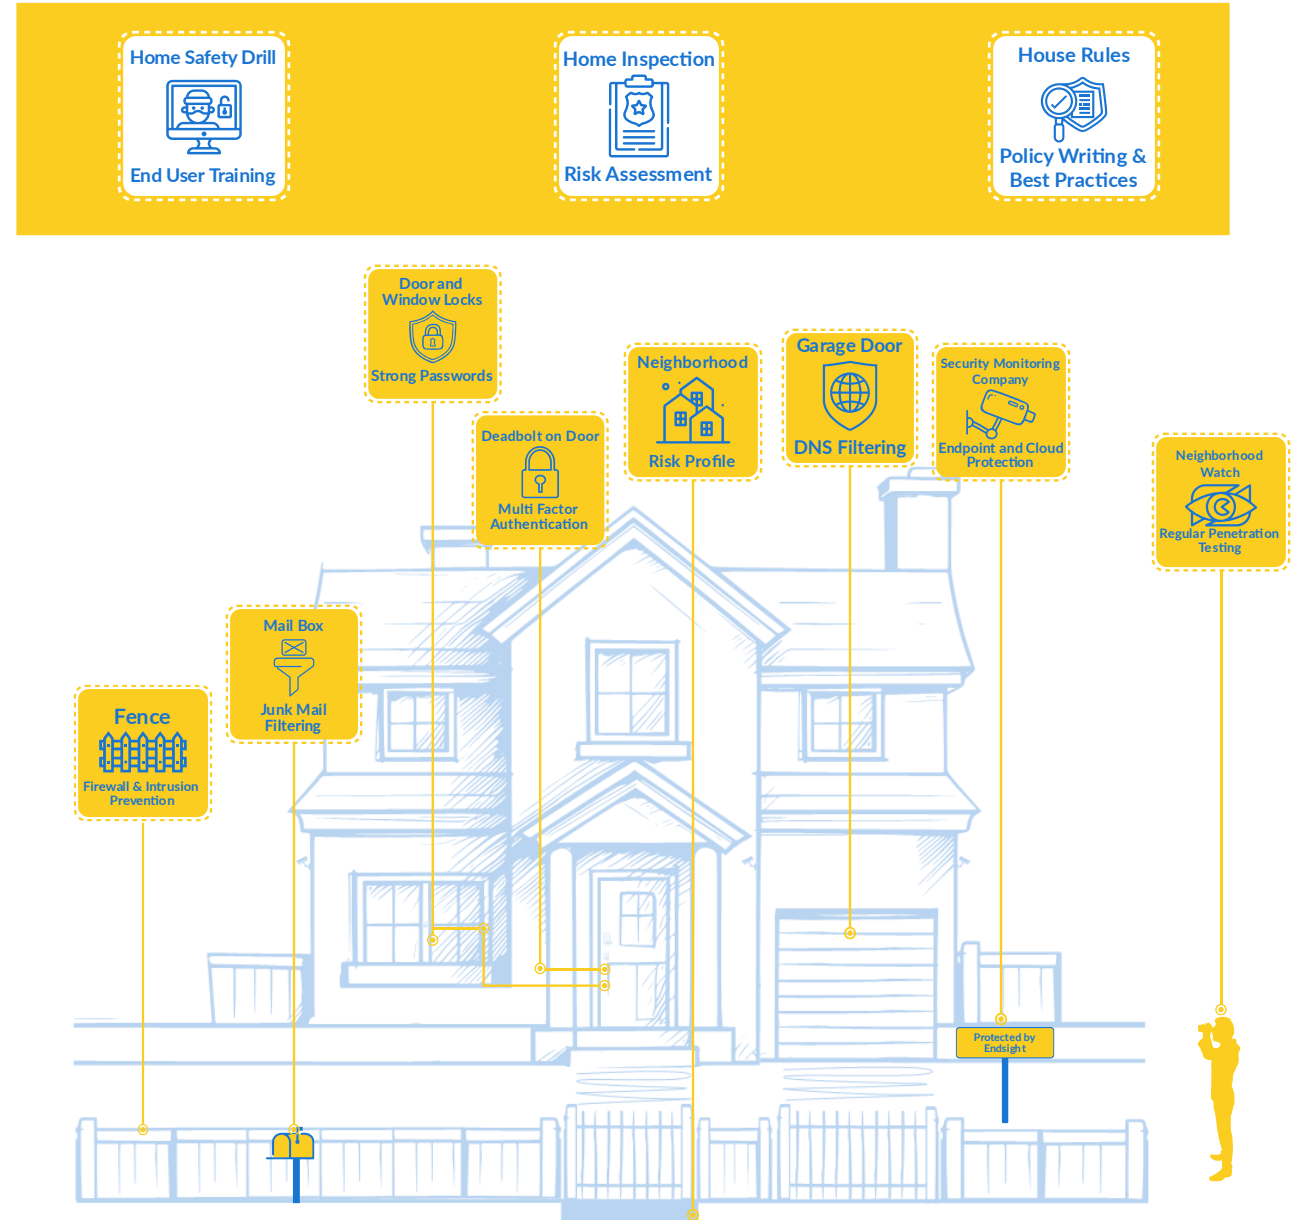 Home Safety Drill
End User Training
Home Inspection
Risk Assessment
House Rules
Policy Writing &
Best Practices
Door and
Window Locks
Strong Passwords
Deadbolt on Door
Multi Factor
Authentication
Neighborhood
Risk Profile
Garage Door
DNS Filtering
Security Monitoring
Company
Endpoint and Cloud
Protection
Neighborhood
Watch
Regular Penetration
Testing
Mail Box
Junk Mail
Filtering
Fence
Firewall & Intrusion
Prevention
Protected by
Endsight